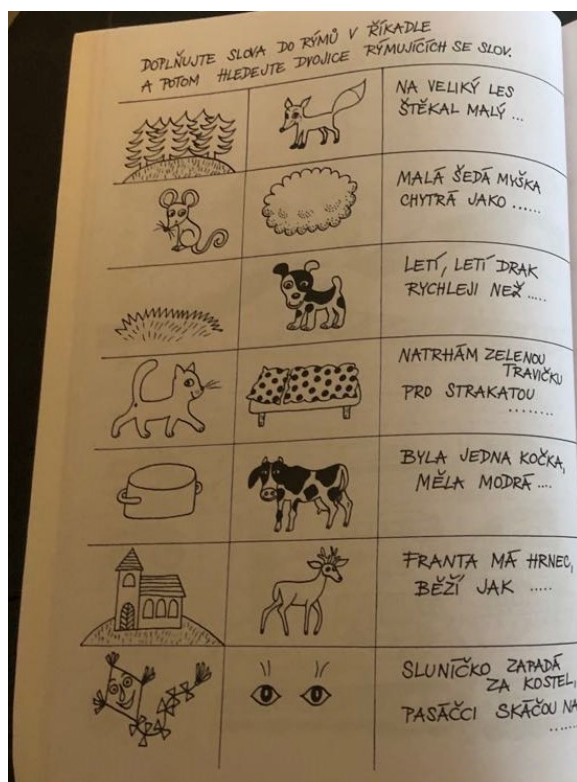 DOPLŇUJTE SLOVA DO RÝMŮ V ŘÍKADLE
A POTOM HLEDEJTE DVOJICE RÝMUJÍCÍCH SE SLOV.
NA VELIKÝ LES
ŠTĚKAL MALÝ ...
MALÁ ŠEDÁ MYŠKA
CHYTRÁ JAKO ......
LETÍ, LETÍ DRAK
RYCHLEJI NEŽ .....
NATRHÁM ZELENOU
TRAVIČKU
PRO STRAKATOU
........
BYLA JEDNA KOČKA,
MĚLA MODRÁ ....
FRANTA MÁ HRNEC,
BĚŽÍ JAK .....
SLUNÍČKO ZAPADÁ
ZA KOSTEL,
PASÁČCI SKÁČOU NA
......